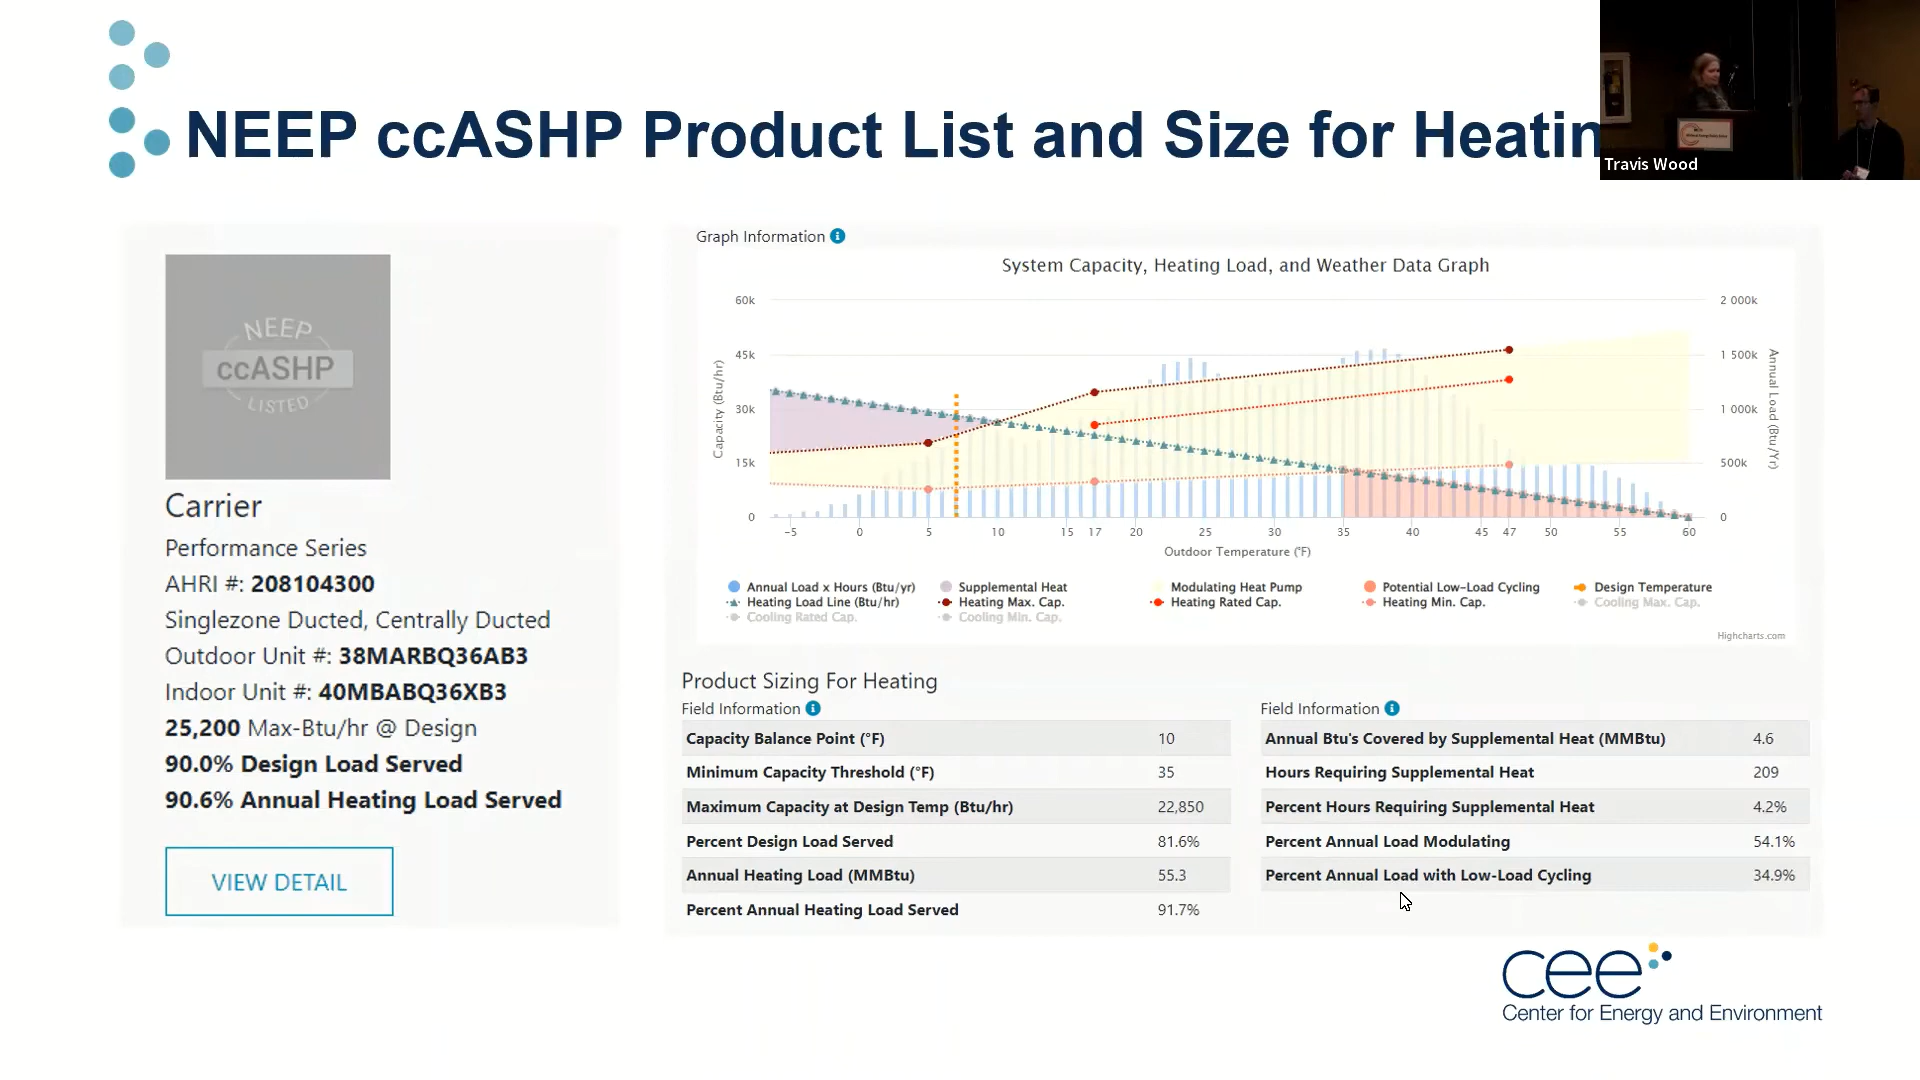 NEEP ccASHP Product List and Size for Heatin
Travis Wood
NEEP
ccASHP
LISTED
Carrier
Performance Series
AHRI #: 208104300
Singlezone Ducted, Centrally Ducted
Outdoor Unit #: 38MARBQ36AB3
Indoor Unit #: 40MBABQ36XB3
25,200 Max-Btu/hr @ Design
90.0% Design Load Served
90.6% Annual Heating Load Served
VIEW DETAIL
Graph Information
System Capacity, Heating Load, and Weather Data Graph
60k
45k
30k
15k
0
Capacity (Btu/hr)
2 000k
1 500k
1 000k
500k
0
Annual Load (Btu/Yr)
-5 0 5 10 15 17 20 25 30 35 40 45 47 50 55 60
Outdoor Temperature (°F)
Annual Load x Hours (Btu/yr) Supplemental Heat Modulating Heat Pump Potential Low-Load Cycling Design Temperature
Heating Load Line (Btu/hr) Heating Max. Cap. Heating Rated Cap. Heating Min. Cap. Cooling Max. Cap.
Cooling Rated Cap. Cooling Min. Cap.
Highcharts.com
Product Sizing For Heating
Field Information
Capacity Balance Point (°F) 10
Minimum Capacity Threshold (°F) 35
Maximum Capacity at Design Temp (Btu/hr) 22,850
Percent Design Load Served 81.6%
Annual Heating Load (MMBtu) 55.3
Percent Annual Heating Load Served 91.7%
Field Information
Annual Btu's Covered by Supplemental Heat (MMBtu) 4.6
Hours Requiring Supplemental Heat 209
Percent Hours Requiring Supplemental Heat 4.2%
Percent Annual Load Modulating 54.1%
Percent Annual Load with Low-Load Cycling 34.9%
cee
Center for Energy and Environment